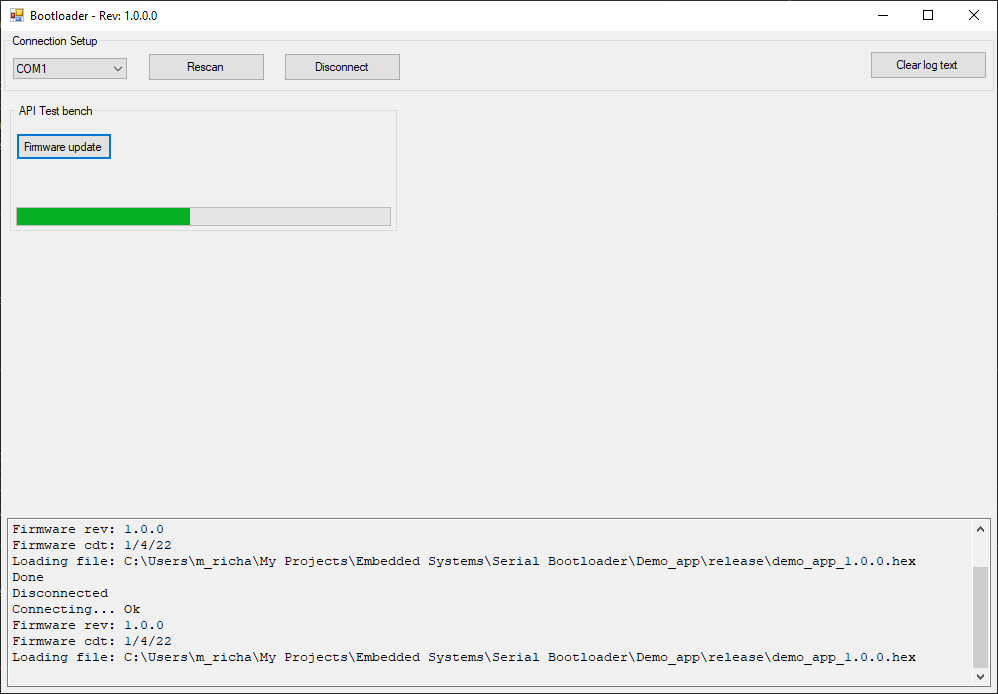 Bootloader - Rev: 1.0.0.0
Connection Setup
COM1
Rescan
Disconnect
Clear log text
API Test bench
Firmware update
Firmware rev: 1.0.0
Firmware cdt: 1/4/22
Loading file: C:\Users\m_richa\My Projects\Embedded Systems\Serial Bootloader\Demo_app\release\demo_app_1.0.0.hex
Done
Disconnected
Connecting... Ok
Firmware rev: 1.0.0
Firmware cdt: 1/4/22
Loading file: C:\Users\m_richa\My Projects\Embedded Systems\Serial Bootloader\Demo_app\release\demo_app_1.0.0.hex